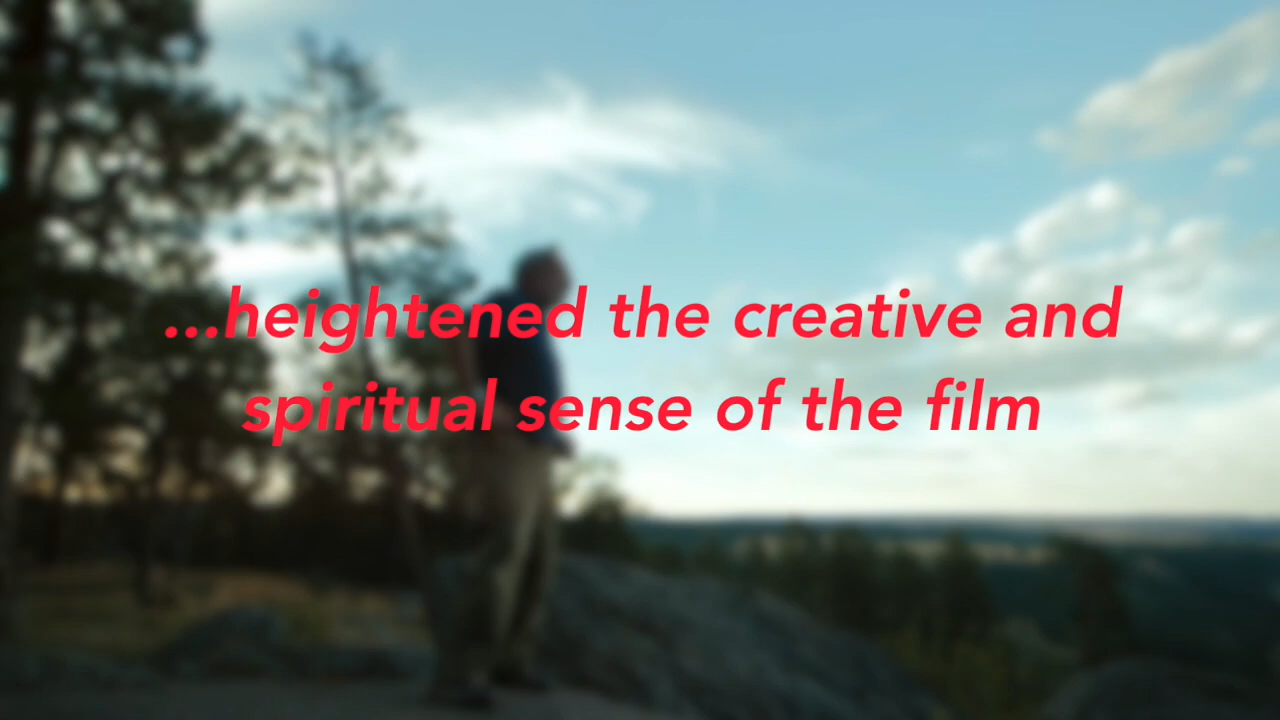 ...heightened the creative and
spiritual sense of the film